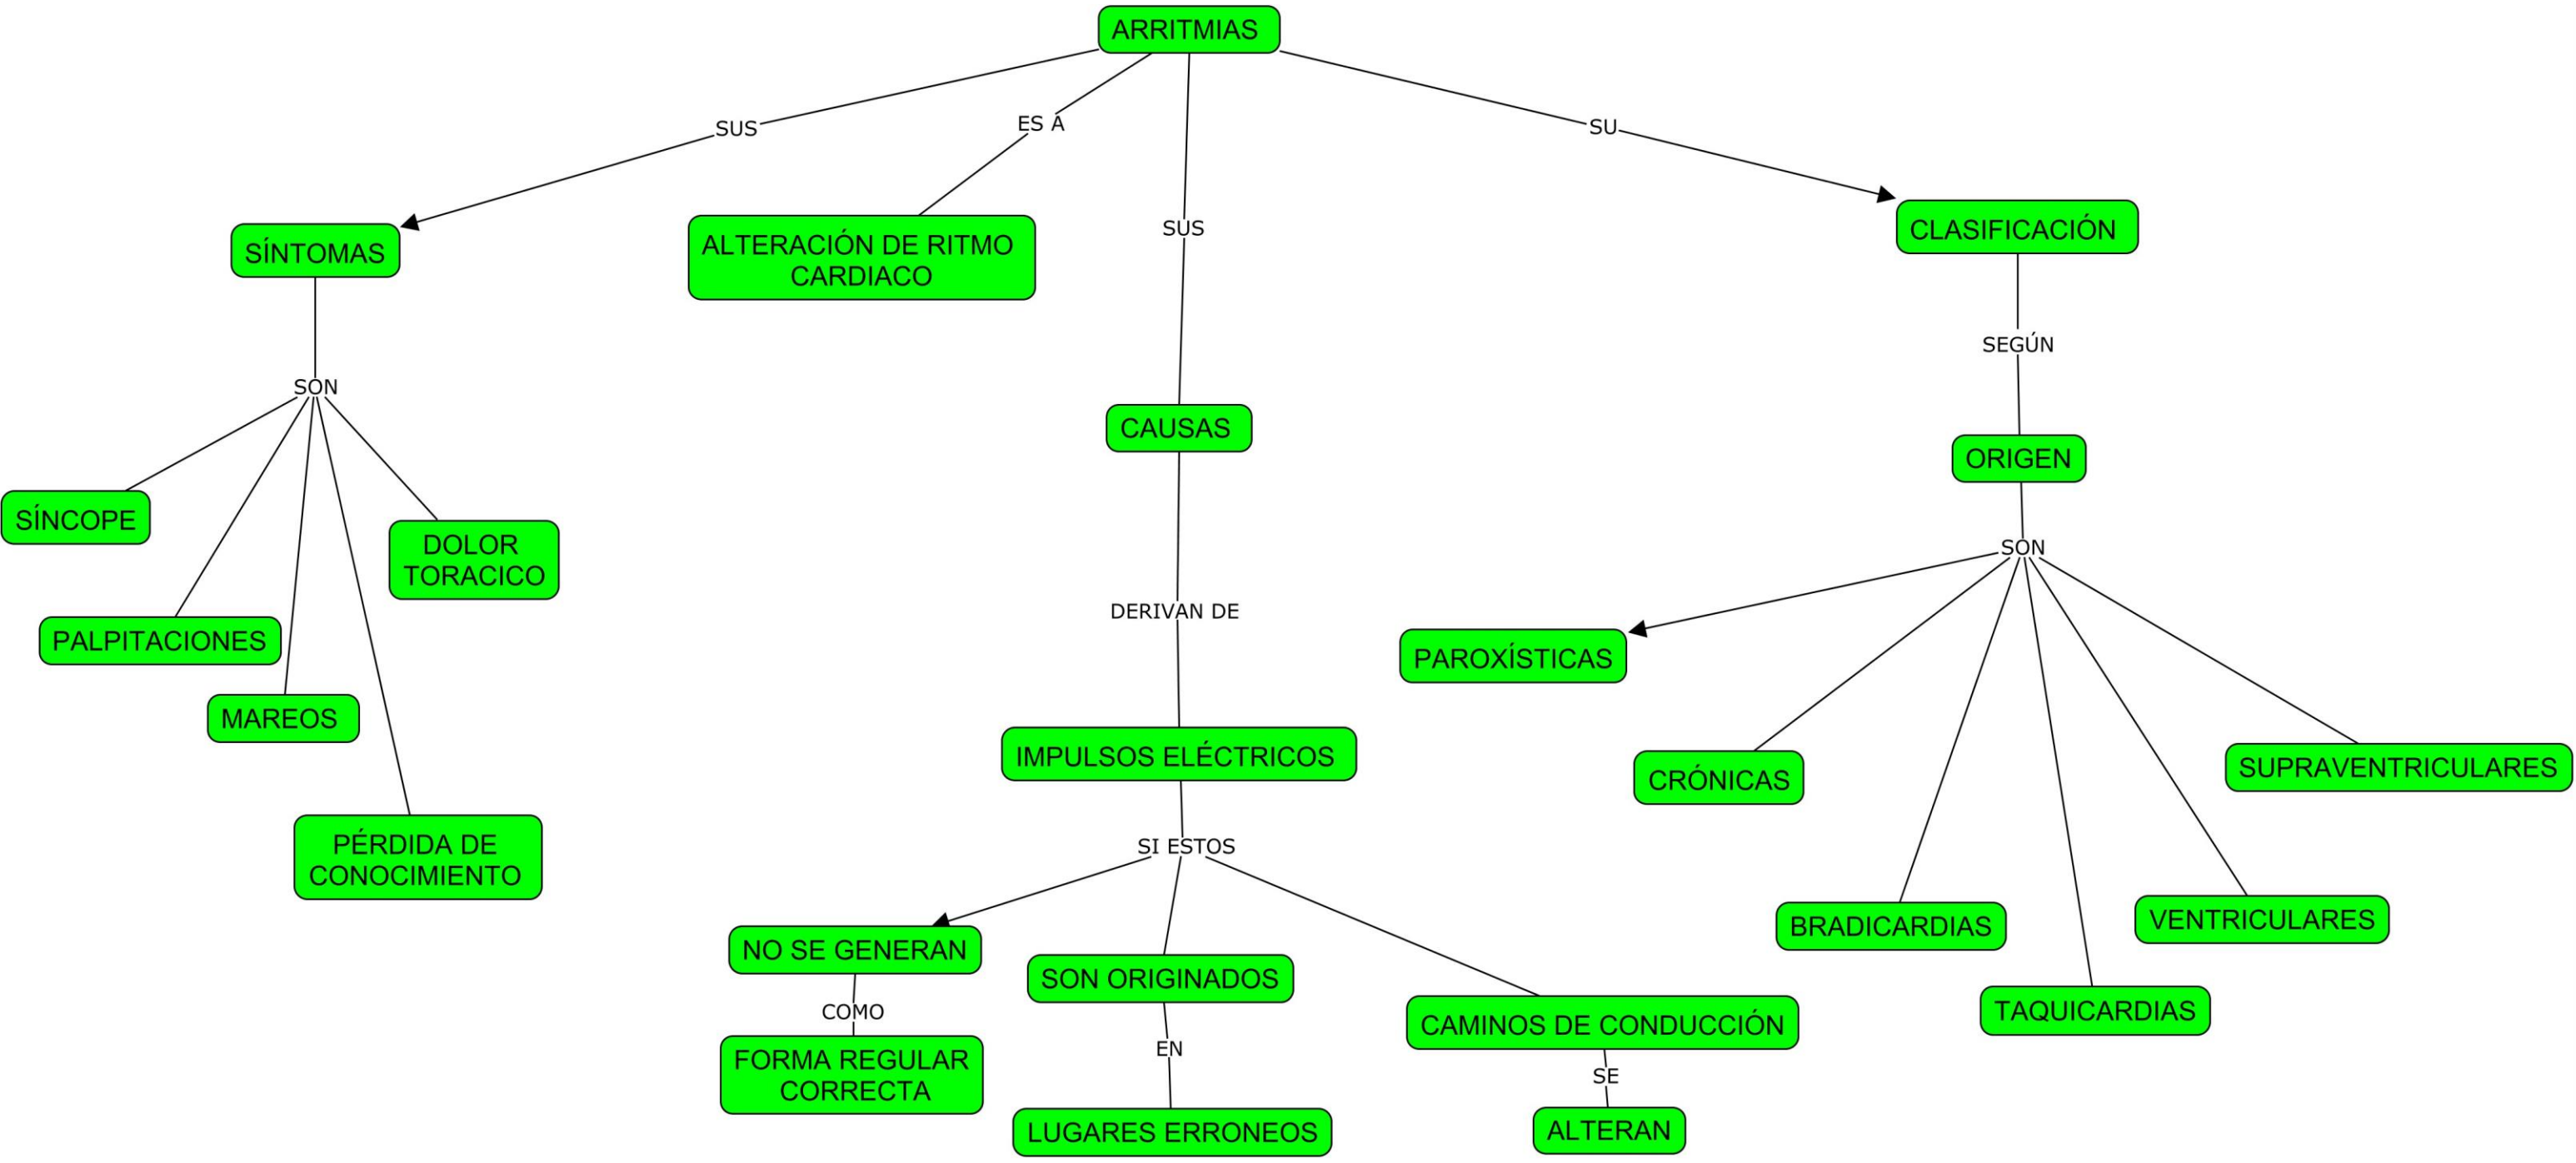 ARRITMIAS
SUS
ES A
SUS
SU
SÍNTOMAS
ALTERACIÓN DE RITMO
CARDIACO
CLASIFICACIÓN
SON
SÍNCOPE
PALPITACIONES
MAREOS
PÉRDIDA DE
CONOCIMIENTO
DOLOR
TORACICO
CAUSAS
DERIVAN DE
IMPULSOS ELÉCTRICOS
SI ESTOS
NO SE GENERAN
COMO
FORMA REGULAR
CORRECTA
SON ORIGINADOS
EN
LUGARES ERRONEOS
CAMINOS DE CONDUCCIÓN
SE
ALTERAN
SEGÚN
ORIGEN
SON
PAROXÍSTICAS
CRÓNICAS
BRADICARDIAS
TAQUICARDIAS
VENTRICULARES
SUPRAVENTRICULARES